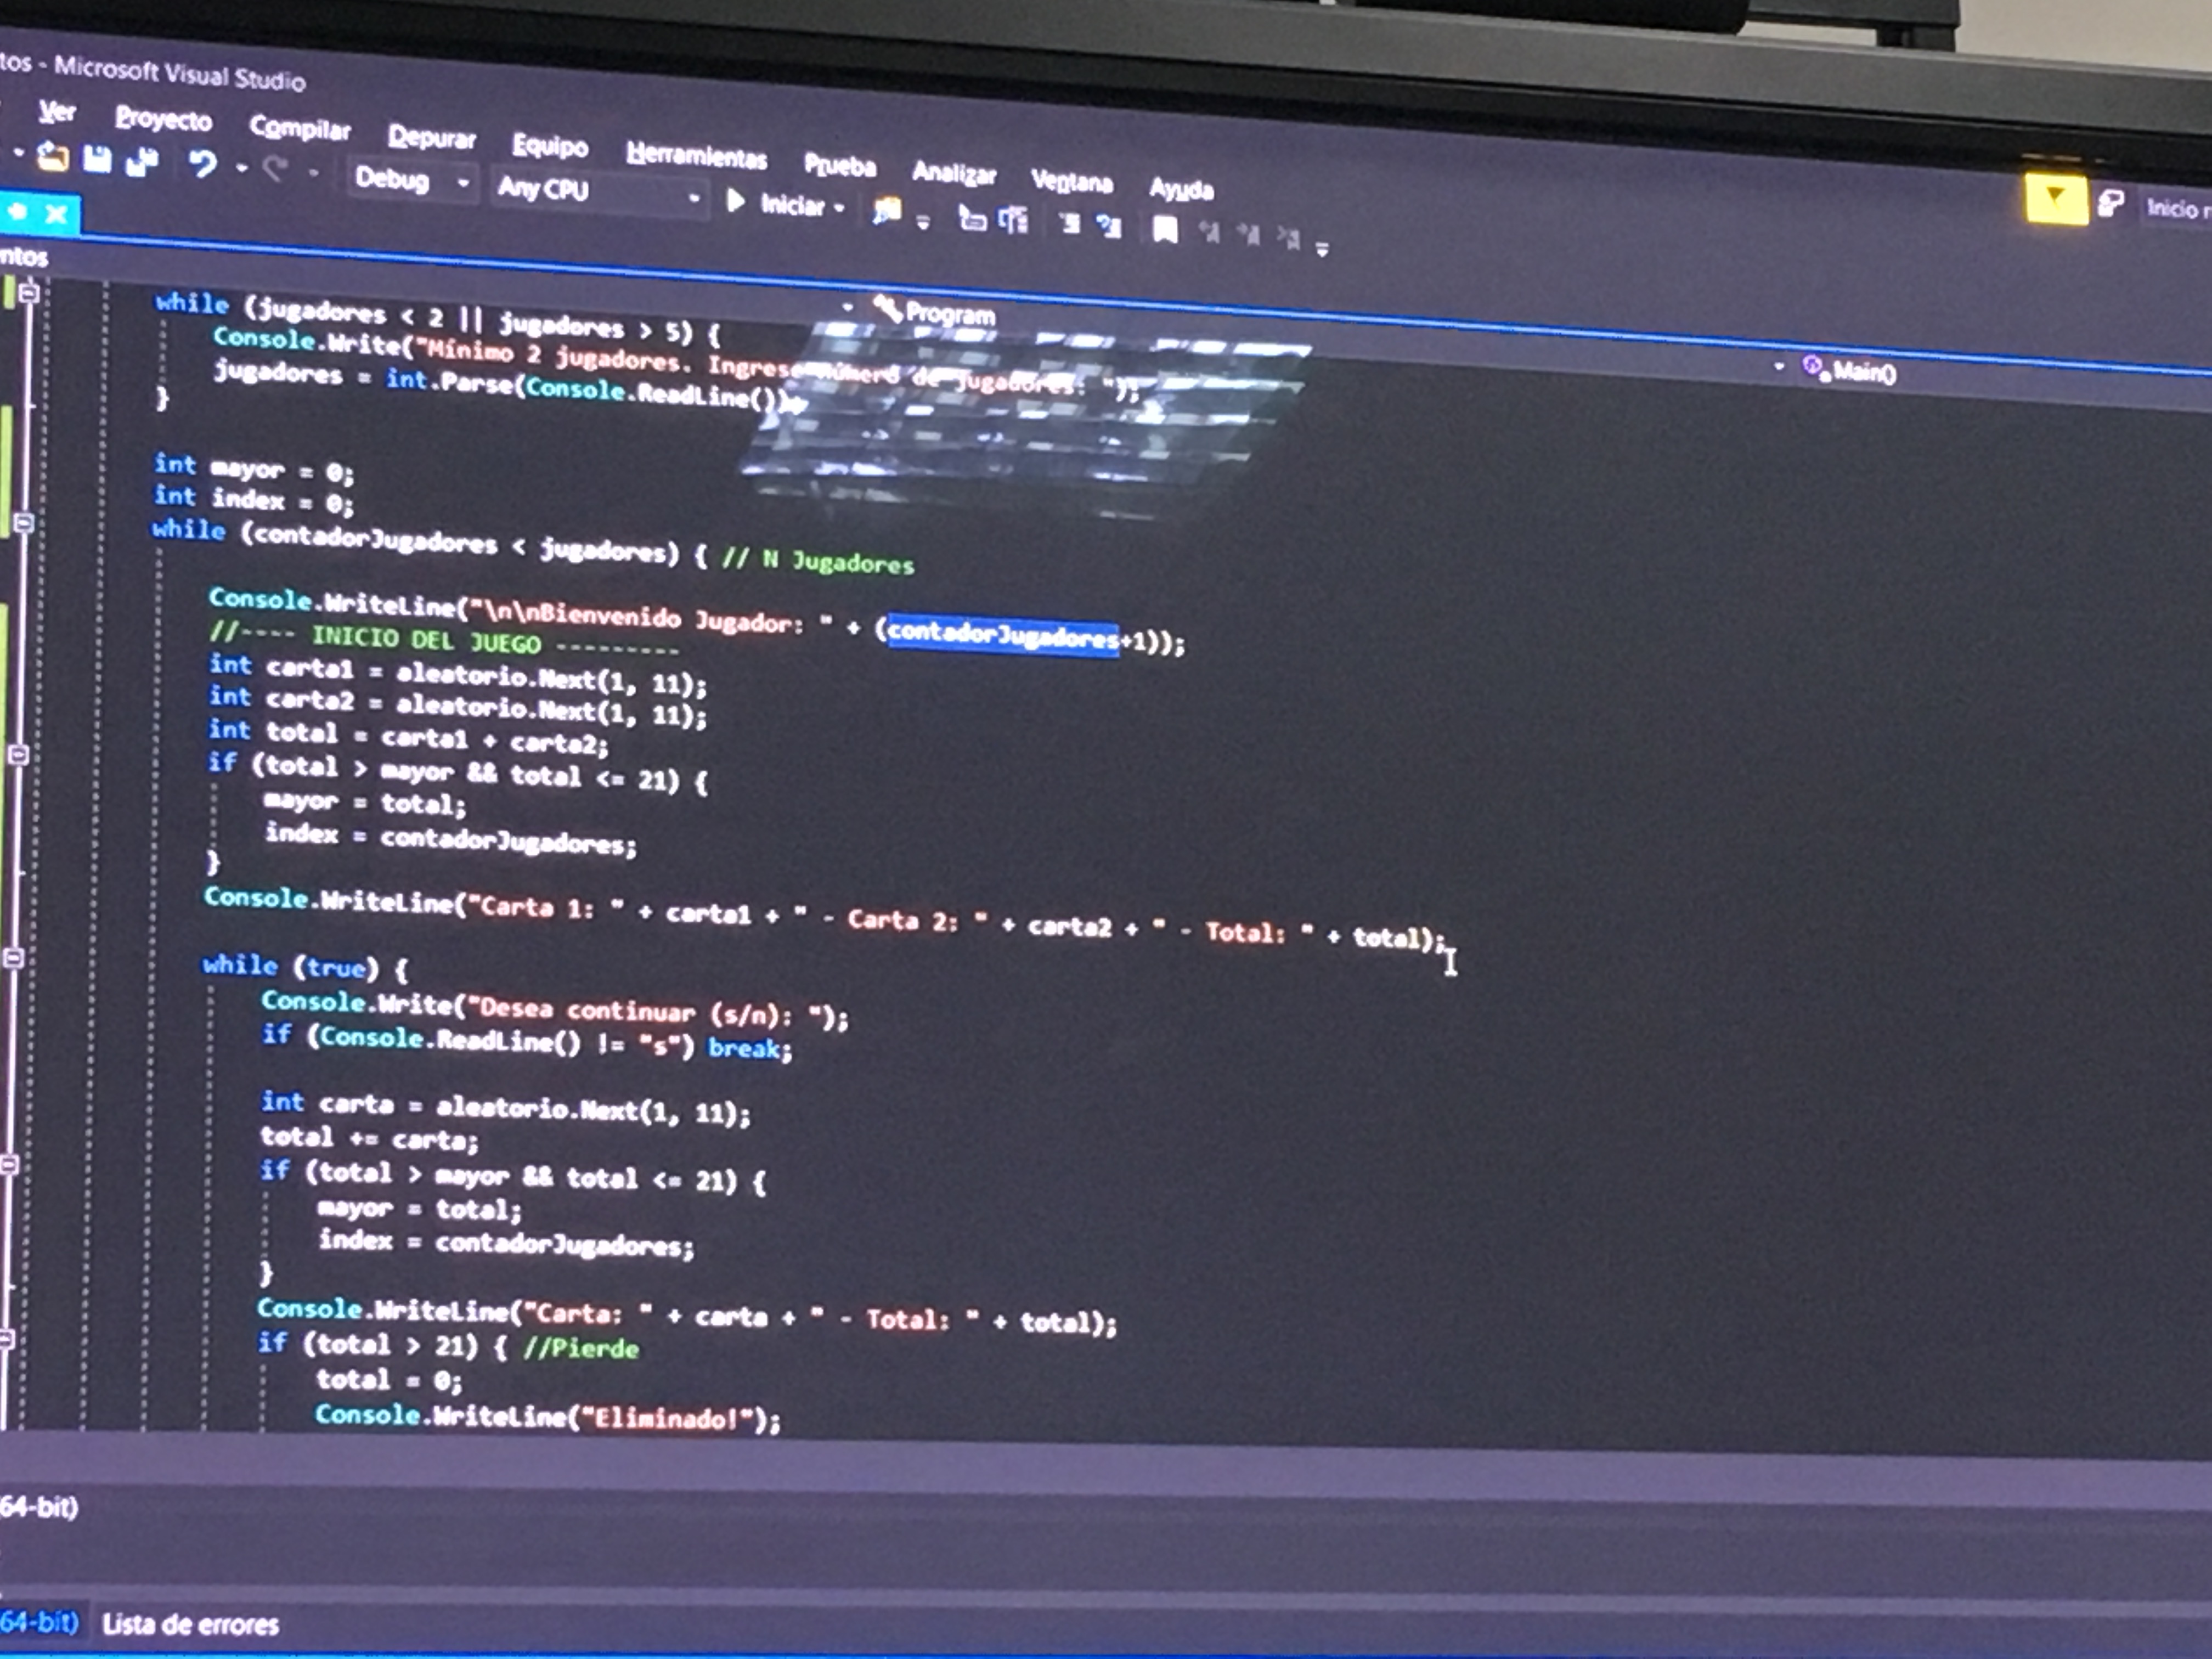 tos - Microsoft Visual Studio
Ver Proyecto Compilar Depurar Equipo Herramientas Prueba Analizar Ventana Ayuda
Debug Any CPU Iniciar Inicio r
ntos Program Main()
while (jugadores < 2 || jugadores > 5) {
Console.Write("Mínimo 2 jugadores. Ingrese número de jugadores: ");
jugadores = int.Parse(Console.ReadLine());
}
int mayor = 0;
int index = 0;
while (contadorJugadores < jugadores) { // N Jugadores
Console.WriteLine("\n\nBienvenido Jugador: " + (contadorJugadores+1));
//---- INICIO DEL JUEGO ---------
int carta1 = aleatorio.Next(1, 11);
int carta2 = aleatorio.Next(1, 11);
int total = carta1 + carta2;
if (total > mayor && total <= 21) {
mayor = total;
index = contadorJugadores;
}
Console.WriteLine("Carta 1: " + carta1 + " - Carta 2: " + carta2 + " - Total: " + total);
while (true) {
Console.Write("Desea continuar (s/n): ");
if (Console.ReadLine() != "s") break;
int carta = aleatorio.Next(1, 11);
total += carta;
if (total > mayor && total <= 21) {
mayor = total;
index = contadorJugadores;
}
Console.WriteLine("Carta: " + carta + " - Total: " + total);
if (total > 21) { //Pierde
total = 0;
Console.WriteLine("Eliminado!");
64-bit)
64-bit) Lista de errores